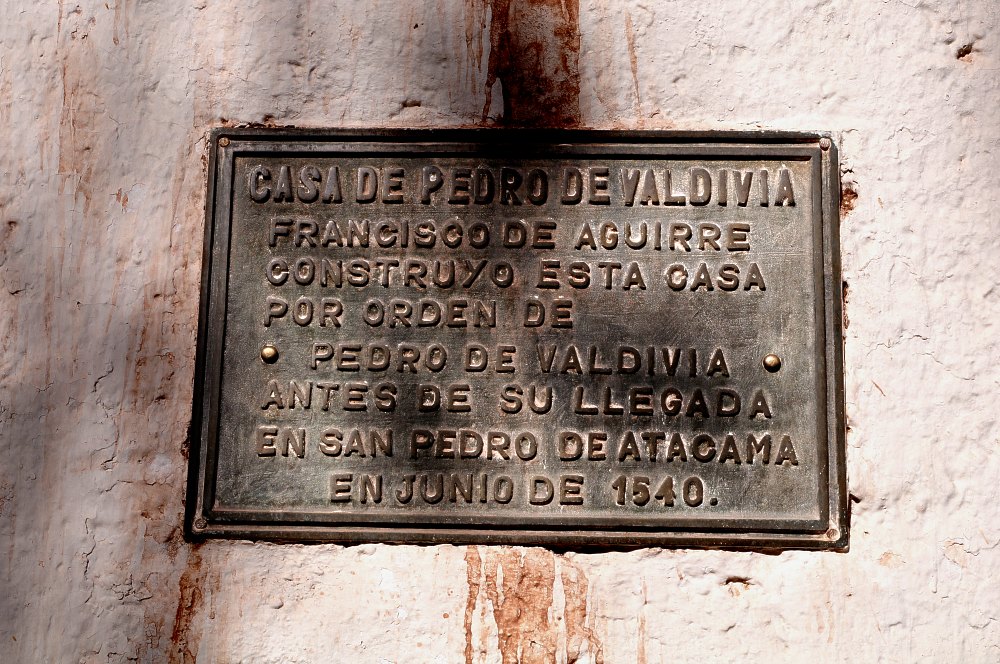 CASA DE PEDRO DE VALDIVIA
FRANCISCO DE AGUIRRE
CONSTRUYO ESTA CASA
POR ORDEN DE
PEDRO DE VALDIVIA
ANTES DE SU LLEGADA
EN SAN PEDRO DE ATACAMA
EN JUNIO DE 1540.